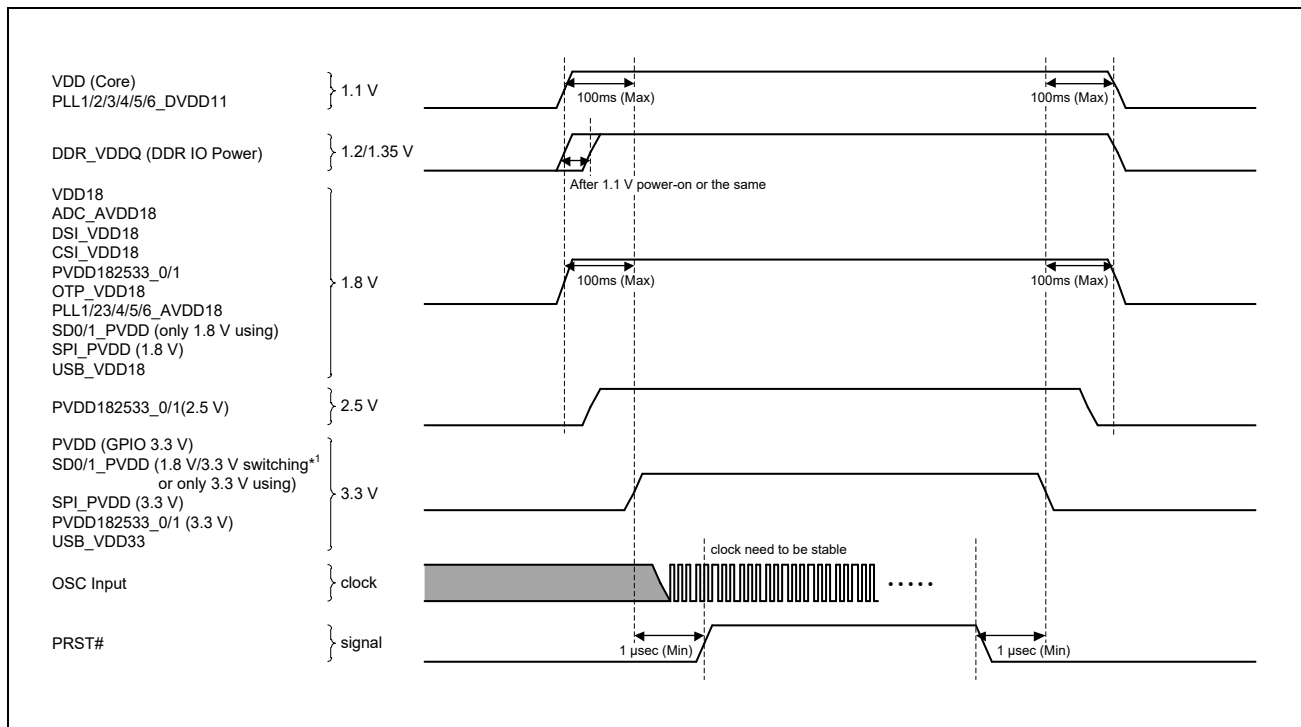 VDD (Core)
PLL1/2/3/4/5/6_DVDD11
1.1 V
100ms (Max)
100ms (Max)
DDR_VDDQ (DDR IO Power)
1.2/1.35 V
After 1.1 V power-on or the same
VDD18
ADC_AVDD18
DSI_VDD18
CSI_VDD18
PVDD182533_0/1
OTP_VDD18
PLL1/23/4/5/6_AVDD18
SD0/1_PVDD (only 1.8 V using)
SPI_PVDD (1.8 V)
USB_VDD18
1.8 V
100ms (Max)
100ms (Max)
PVDD182533_0/1(2.5 V)
2.5 V
PVDD (GPIO 3.3 V)
SD0/1_PVDD (1.8 V/3.3 V switching*1
or only 3.3 V using)
SPI_PVDD (3.3 V)
PVDD182533_0/1 (3.3 V)
USB_VDD33
3.3 V
OSC Input
clock
clock need to be stable
PRST#
signal
1 μsec (Min)
1 μsec (Min)